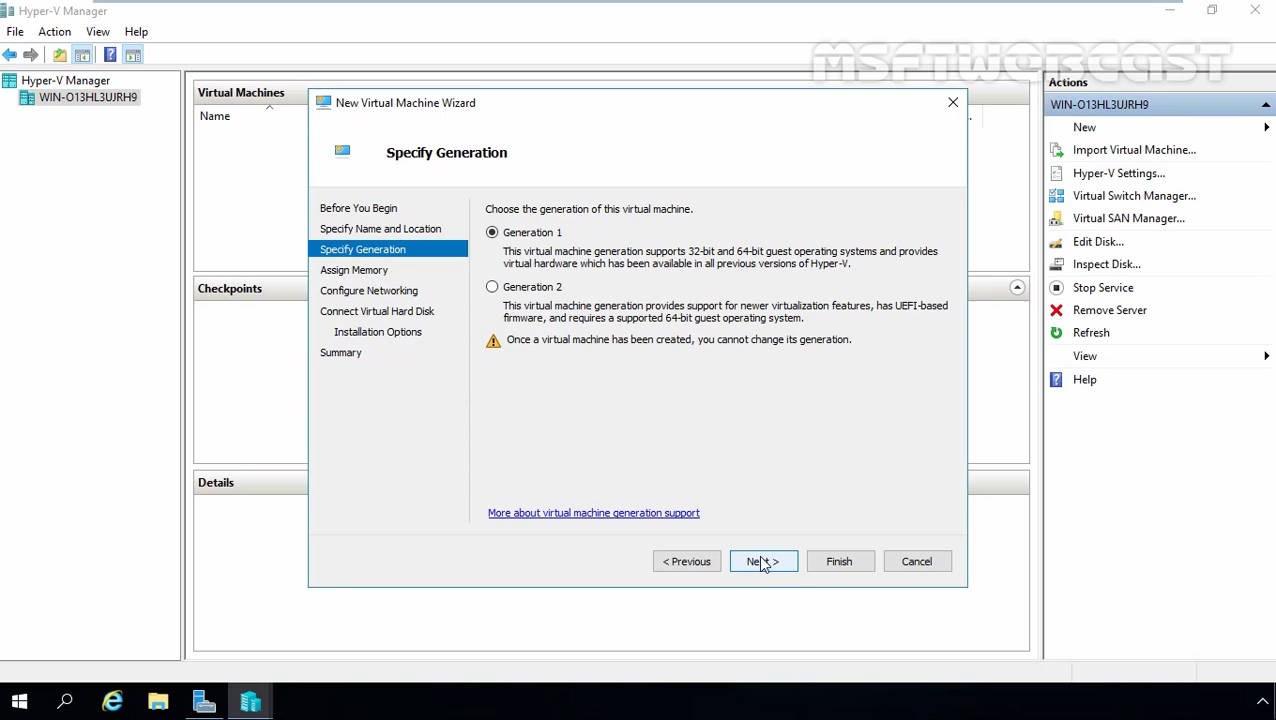 Hyper-V Manager
File Action View Help
MSFTWEBCAST
Hyper-V Manager
WIN-O13HL3UJRH9
Virtual Machines
Name
Checkpoints
Details
New Virtual Machine Wizard
Specify Generation
Before You Begin
Specify Name and Location
Specify Generation
Assign Memory
Configure Networking
Connect Virtual Hard Disk
Installation Options
Summary
Choose the generation of this virtual machine.
Generation 1
This virtual machine generation supports 32-bit and 64-bit guest operating systems and provides
virtual hardware which has been available in all previous versions of Hyper-V.
Generation 2
This virtual machine generation provides support for newer virtualization features, has UEFI-based
firmware, and requires a supported 64-bit guest operating system.
Once a virtual machine has been created, you cannot change its generation.
More about virtual machine generation support
< Previous Next > Finish Cancel
Actions
WIN-O13HL3UJRH9
New
Import Virtual Machine...
Hyper-V Settings...
Virtual Switch Manager...
Virtual SAN Manager...
Edit Disk...
Inspect Disk...
Stop Service
Remove Server
Refresh
View
Help